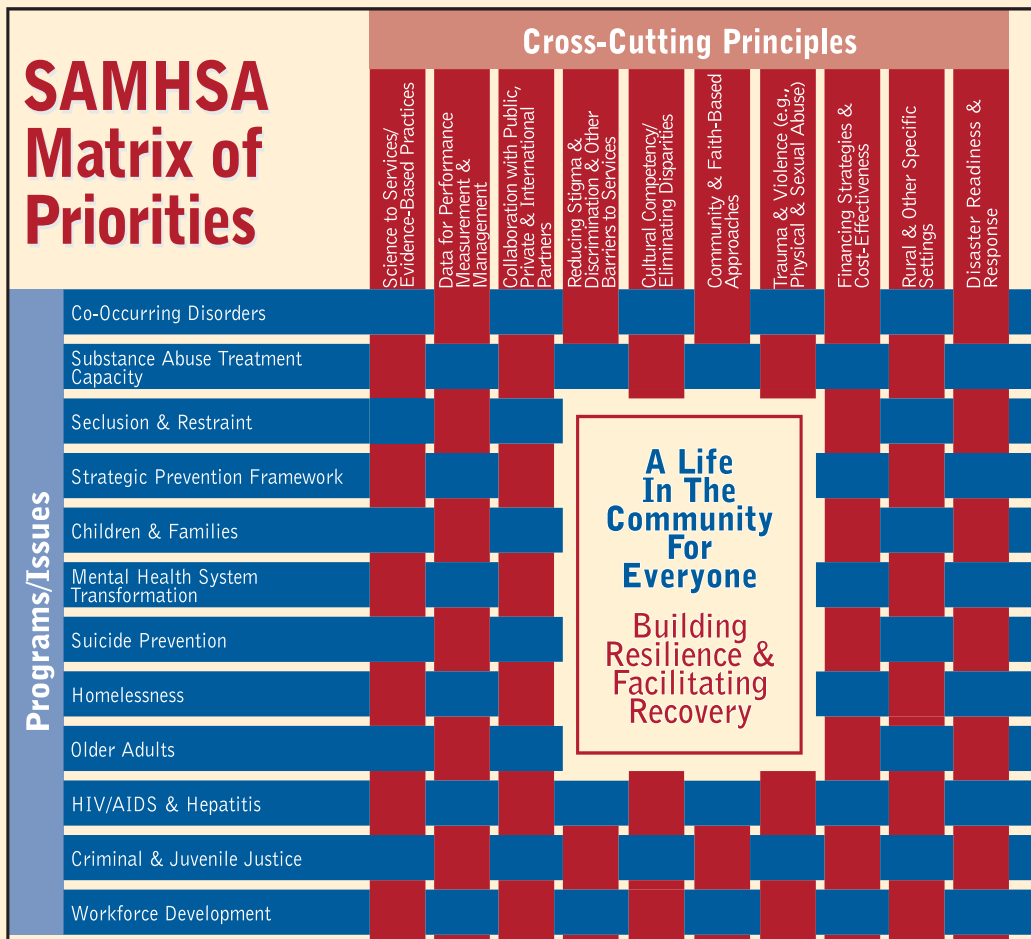 SAMHSA
Matrix of
Priorities
Cross-Cutting Principles
Science to Services/
Evidence-Based Practices
Data for Performance
Measurement &
Management
Collaboration with Public,
Private & International
Partners
Reducing Stigma &
Discrimination & Other
Barriers to Services
Cultural Competency/
Eliminating Disparities
Community & Faith-Based
Approaches
Trauma & Violence (e.g.,
Physical & Sexual Abuse)
Financing Strategies &
Cost-Effectiveness
Rural & Other Specific
Settings
Disaster Readiness &
Response
Programs/Issues
Co-Occurring Disorders
Substance Abuse Treatment
Capacity
Seclusion & Restraint
Strategic Prevention Framework
Children & Families
Mental Health System
Transformation
Suicide Prevention
Homelessness
Older Adults
HIV/AIDS & Hepatitis
Criminal & Juvenile Justice
Workforce Development
A Life
In The
Community
For
Everyone
Building
Resilience &
Facilitating
Recovery